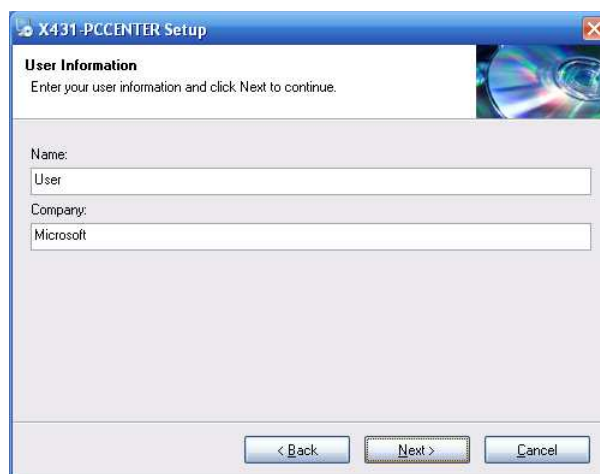 X431-PCCENTER Setup
User Information
Enter your user information and click Next to continue.
Name:
User
Company:
Microsoft
< Back
Next >
Cancel